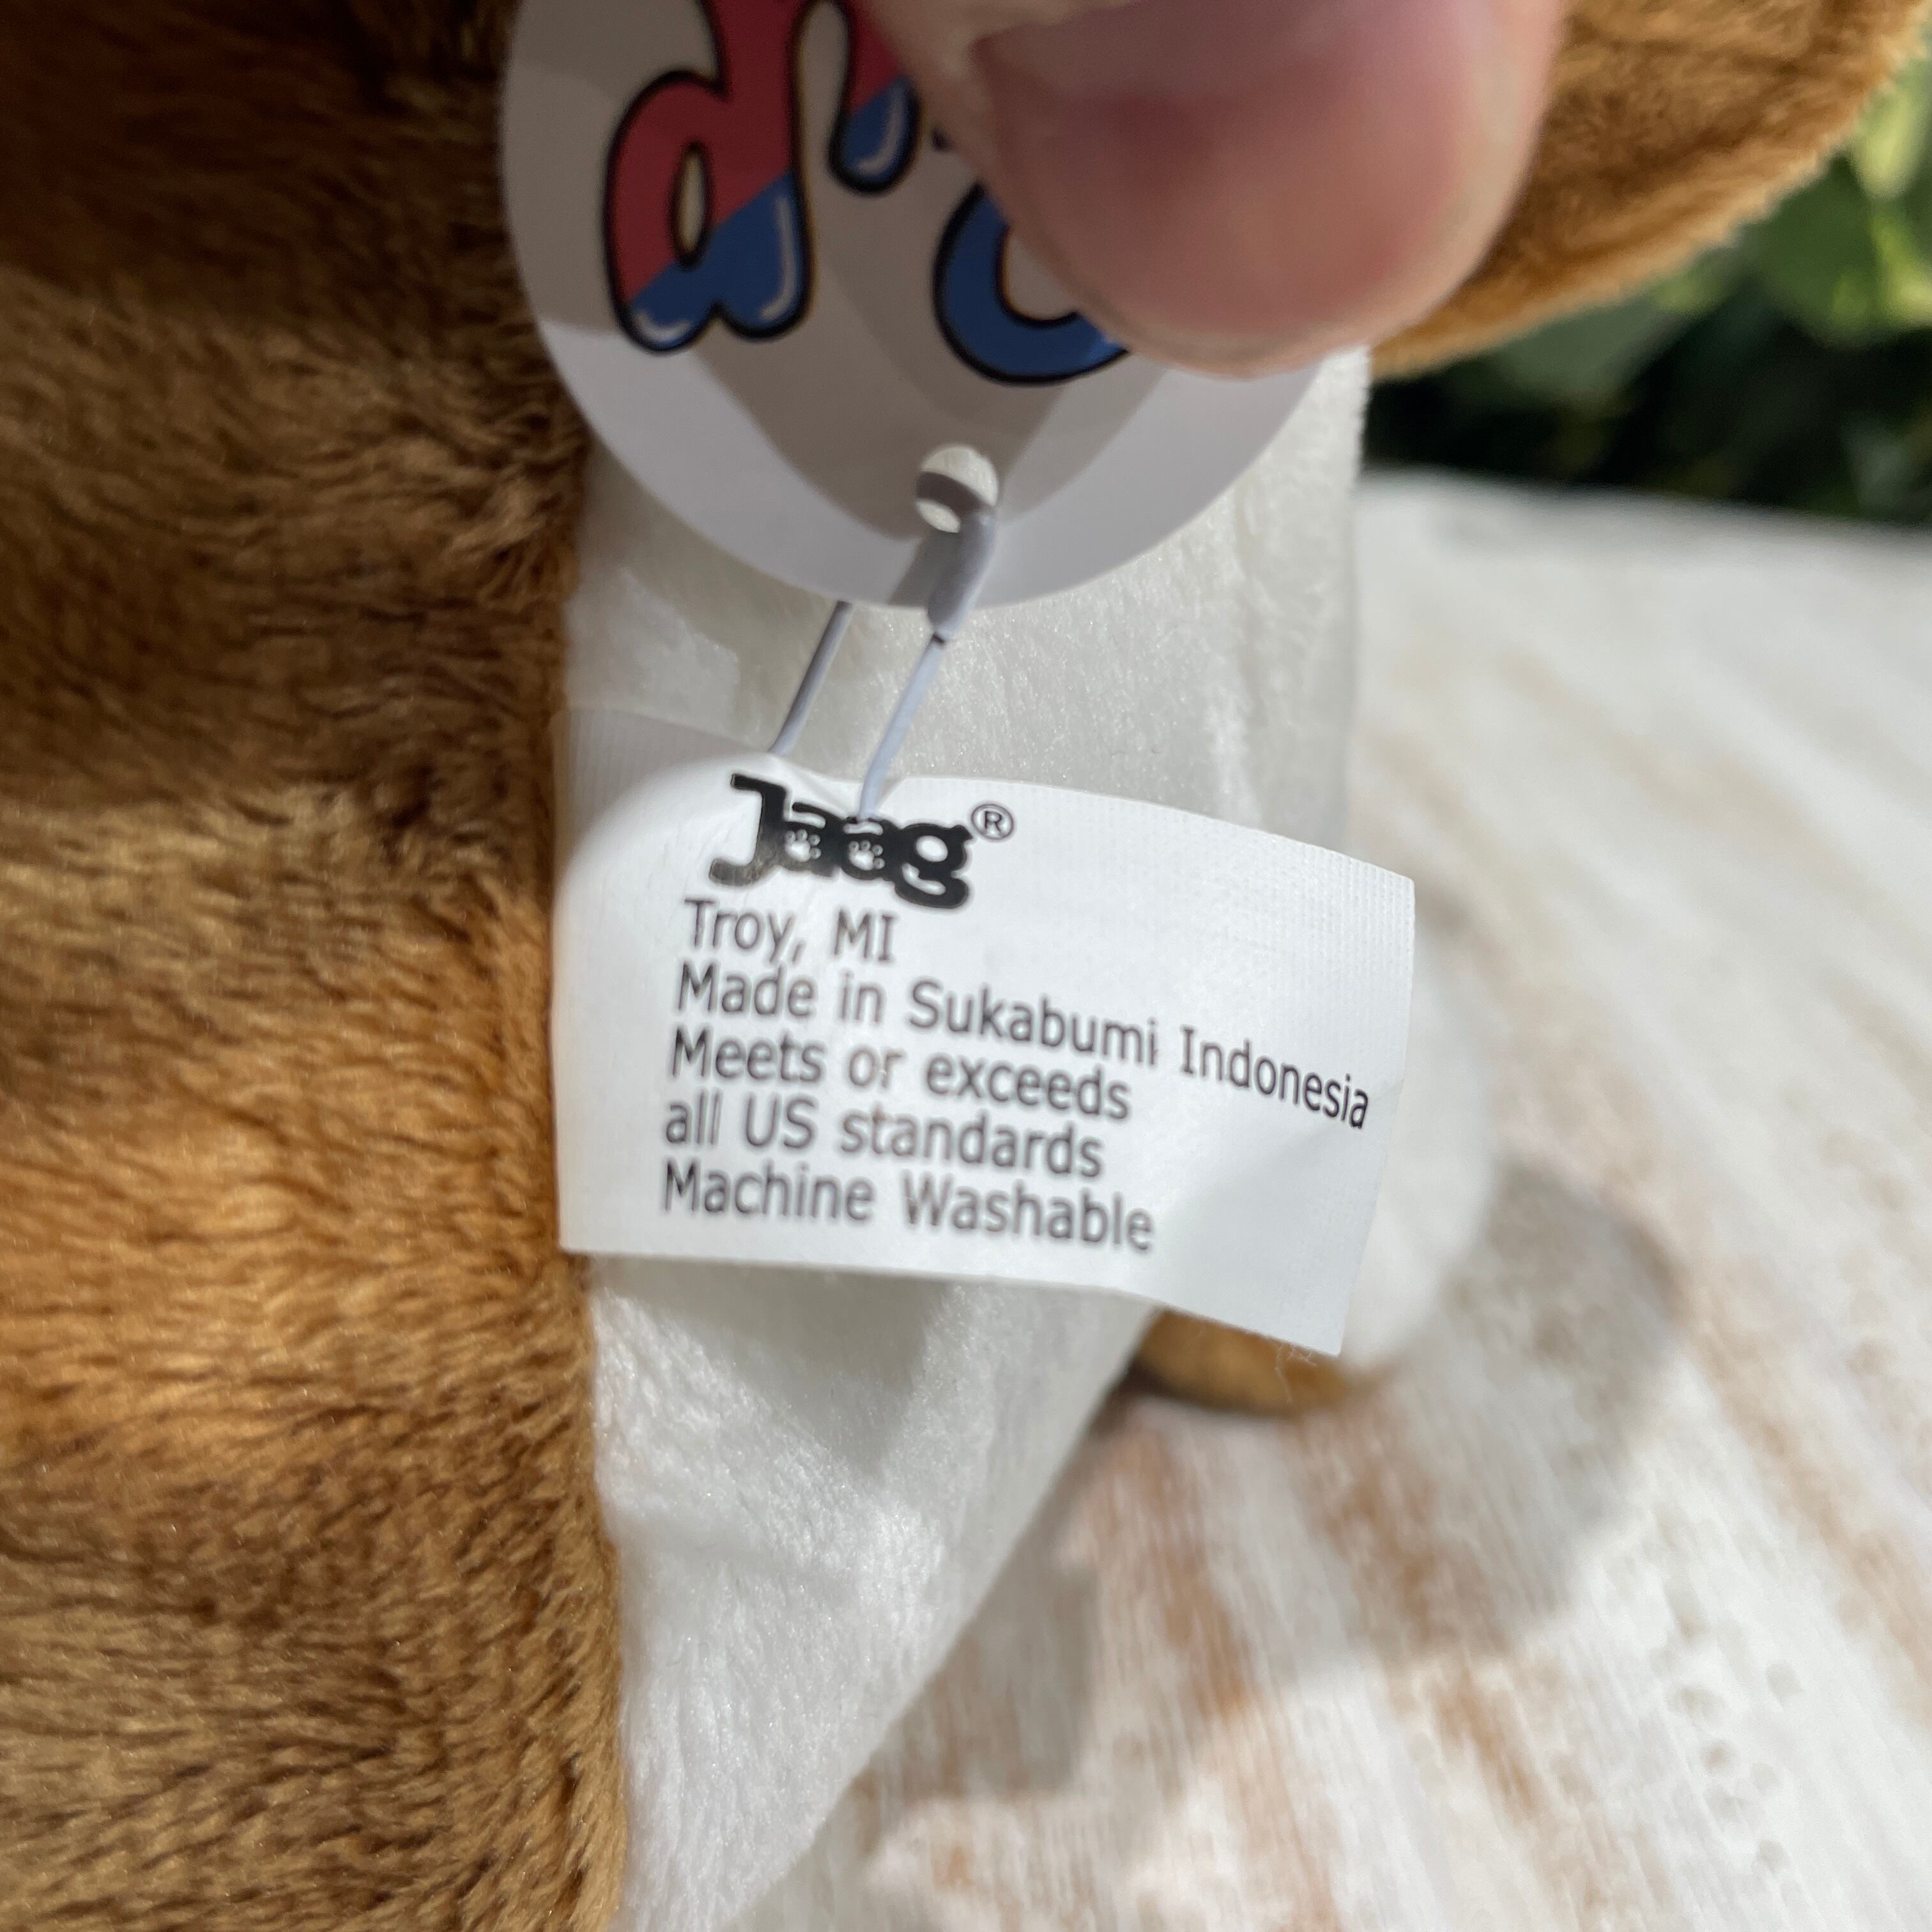 Jaag®
Troy, MI
Made in Sukabumi Indonesia
Meets or exceeds
all US standards
Machine Washable